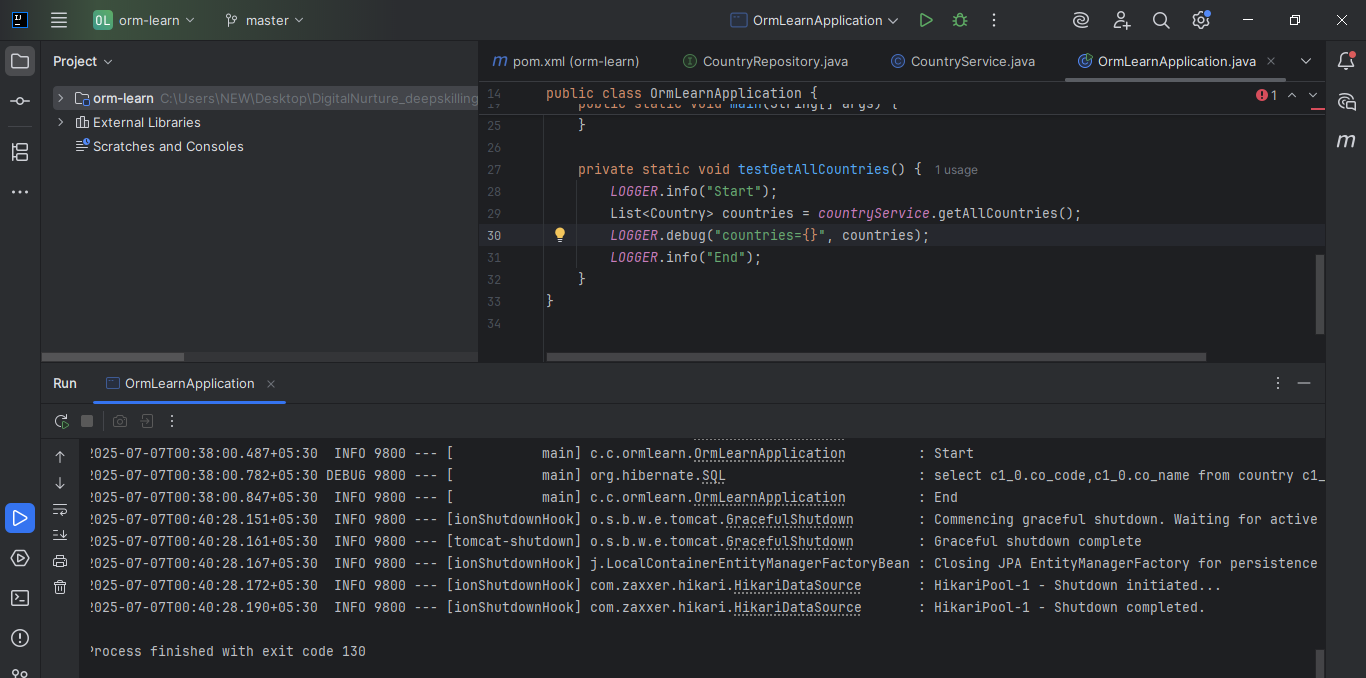 OL orm-learn master OrmLearnApplication
Project
orm-learn C:\Users\NEW\Desktop\DigitalNurture_deepskilling
External Libraries
Scratches and Consoles
m pom.xml (orm-learn) CountryRepository.java CountryService.java OrmLearnApplication.java
14 public class OrmLearnApplication {
19 public static void main(String[] args) {
1
25 }
26
27 private static void testGetAllCountries() { 1 usage
28 LOGGER.info("Start");
29 List<Country> countries = countryService.getAllCountries();
30 LOGGER.debug("countries={}", countries);
31 LOGGER.info("End");
32 }
33 }
34
Run OrmLearnApplication
2025-07-07T00:38:00.487+05:30 INFO 9800 --- [ main] c.c.ormlearn.OrmLearnApplication : Start
2025-07-07T00:38:00.782+05:30 DEBUG 9800 --- [ main] org.hibernate.SQL : select c1_0.co_code,c1_0.co_name from country c1_
2025-07-07T00:38:00.847+05:30 INFO 9800 --- [ main] c.c.ormlearn.OrmLearnApplication : End
2025-07-07T00:40:28.151+05:30 INFO 9800 --- [ionShutdownHook] o.s.b.w.e.tomcat.GracefulShutdown : Commencing graceful shutdown. Waiting for active
2025-07-07T00:40:28.161+05:30 INFO 9800 --- [tomcat-shutdown] o.s.b.w.e.tomcat.GracefulShutdown : Graceful shutdown complete
2025-07-07T00:40:28.167+05:30 INFO 9800 --- [ionShutdownHook] j.LocalContainerEntityManagerFactoryBean : Closing JPA EntityManagerFactory for persistence
2025-07-07T00:40:28.172+05:30 INFO 9800 --- [ionShutdownHook] com.zaxxer.hikari.HikariDataSource : HikariPool-1 - Shutdown initiated...
2025-07-07T00:40:28.190+05:30 INFO 9800 --- [ionShutdownHook] com.zaxxer.hikari.HikariDataSource : HikariPool-1 - Shutdown completed.
Process finished with exit code 130